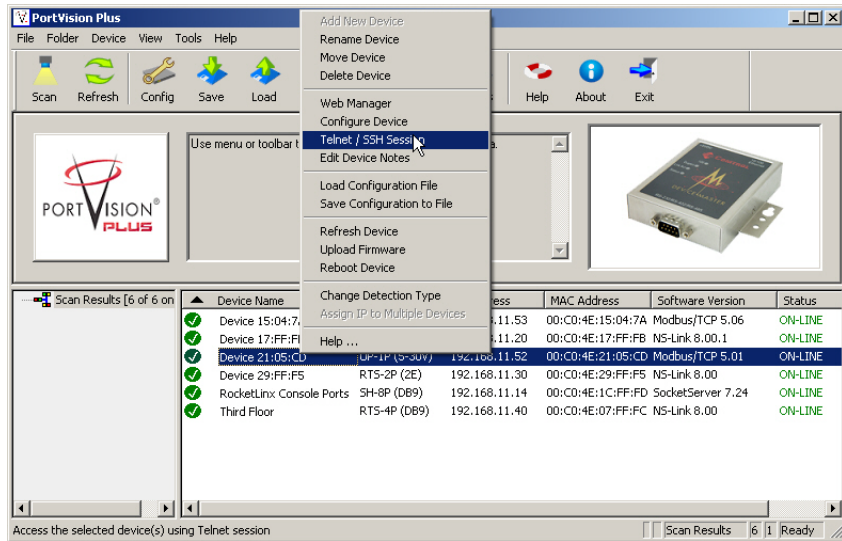 PortVision Plus
File Folder Device View Tools Help
Scan Refresh Config Save Load Help About Exit
Add New Device
Rename Device
Move Device
Delete Device
Web Manager
Configure Device
Telnet / SSH Session
Edit Device Notes
Load Configuration File
Save Configuration to File
Refresh Device
Upload Firmware
Reboot Device
Change Detection Type
Assign IP to Multiple Devices
Help ...
Use menu or toolbar
PORTVISION®
PLUS
Scan Results [6 of 6 on
Device Name MAC Address Software Version Status
Device 15:04:7 .11.53 00:C0:4E:15:04:7A Modbus/TCP 5.06 ON-LINE
Device 17:FF:F .11.20 00:C0:4E:17:FF:FB NS-Link 8.00.1 ON-LINE
Device 21:05:CD UP-1P (5-30V) 192.168.11.52 00:C0:4E:21:05:CD Modbus/TCP 5.01 ON-LINE
Device 29:FF:F5 RTS-2P (2E) 192.168.11.30 00:C0:4E:29:FF:F5 NS-Link 8.00 ON-LINE
RocketLinx Console Ports SH-8P (DB9) 192.168.11.14 00:C0:4E:1C:FF:FD SocketServer 7.24 ON-LINE
Third Floor RTS-4P (DB9) 192.168.11.40 00:C0:4E:07:FF:FC NS-Link 8.00 ON-LINE
Access the selected device(s) using Telnet session Scan Results 6 1 Ready